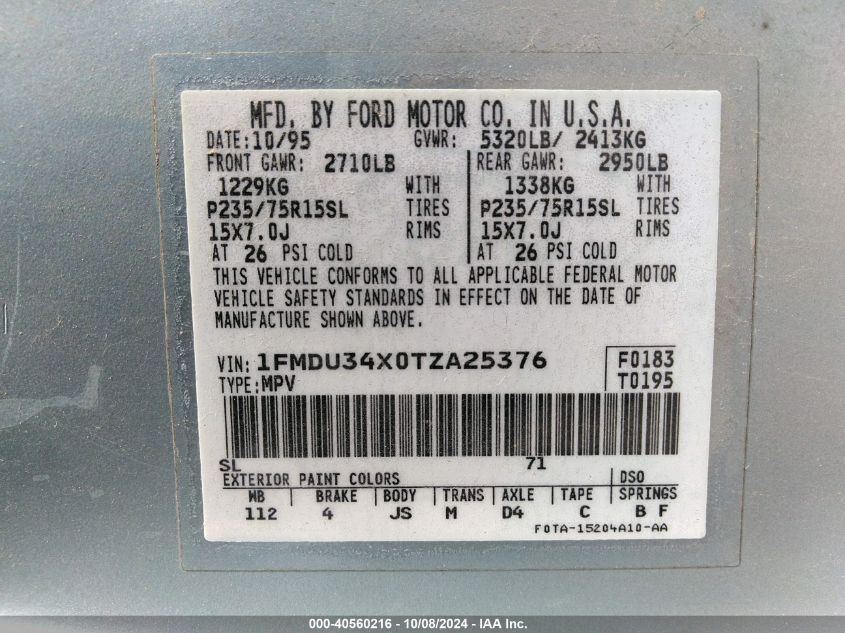 MFD. BY FORD MOTOR CO. IN U.S.A.
DATE:10/95 GVWR: 5320LB/ 2413KG
FRONT GAWR: 2710LB REAR GAWR: 2950LB
1229KG WITH 1338KG WITH
P235/75R15SL TIRES P235/75R15SL TIRES
15X7.0J RIMS 15X7.0J RIMS
AT 26 PSI COLD AT 26 PSI COLD
THIS VEHICLE CONFORMS TO ALL APPLICABLE FEDERAL MOTOR
VEHICLE SAFETY STANDARDS IN EFFECT ON THE DATE OF
MANUFACTURE SHOWN ABOVE.
VIN: 1FMDU34X0TZA25376 F0183
TYPE:MPV T0195
SL 71
EXTERIOR PAINT COLORS DSO
WB BRAKE BODY TRANS AXLE TAPE SPRINGS
112 4 JS M D4 C B F
F0TA-15204A10-AA
000-40560216 - 10/08/2024 - IAA Inc.